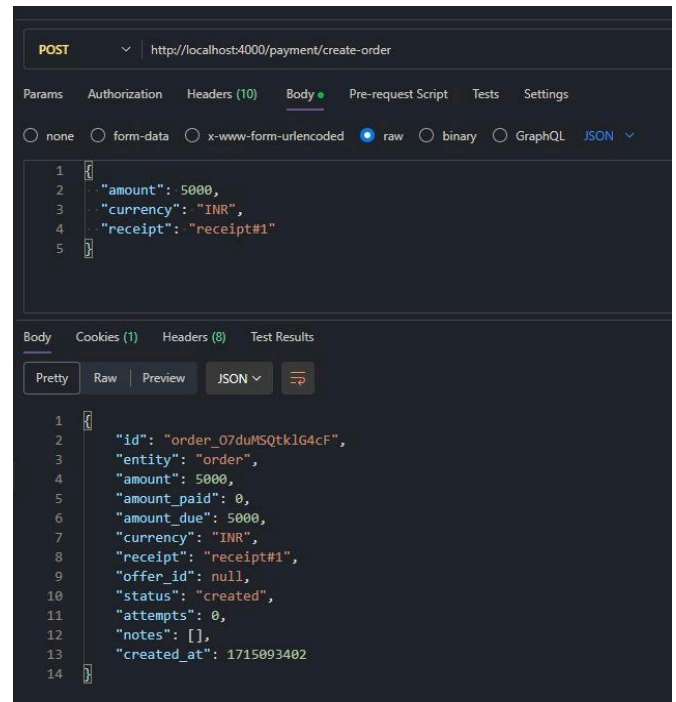 POST http://localhost:4000/payment/create-order
Params Authorization Headers (10) Body Pre-request Script Tests Settings
none form-data x-www-form-urlencoded raw binary GraphQL JSON
1 {
2 "amount": 5000,
3 "currency": "INR",
4 "receipt": "receipt#1"
5 }
Body Cookies (1) Headers (8) Test Results
Pretty Raw Preview JSON
1 {
2 "id": "order_O7duMSQtklG4cF",
3 "entity": "order",
4 "amount": 5000,
5 "amount_paid": 0,
6 "amount_due": 5000,
7 "currency": "INR",
8 "receipt": "receipt#1",
9 "offer_id": null,
10 "status": "created",
11 "attempts": 0,
12 "notes": [],
13 "created_at": 1715093402
14 }